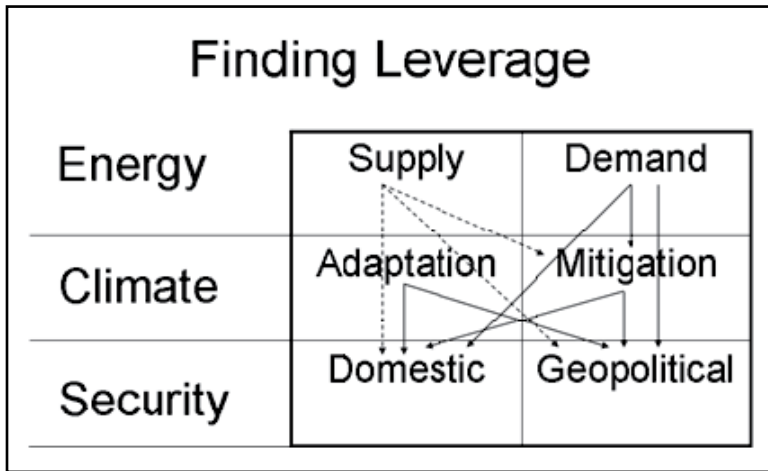 Finding Leverage
Energy Supply Demand
Climate Adaptation Mitigation
Security Domestic Geopolitical